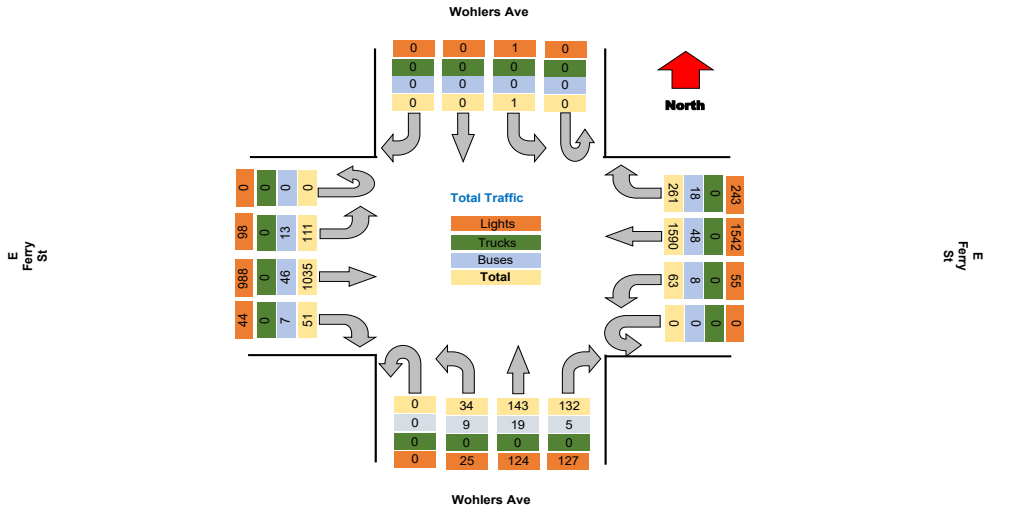 Wohlers Ave
0 0 1 0
0 0 0 0
0 0 0 0
0 0 1 0
North
0 0 0 0
98 0 13 111
988 0 46 1035
44 0 7 51
E
Ferry
St
Total Traffic
Lights
Trucks
Buses
Total
261 18 0 243
1590 48 0 1542
63 8 0 55
0 0 0 0
E
Ferry
St
0 34 143 132
0 9 19 5
0 0 0 0
0 25 124 127
Wohlers Ave